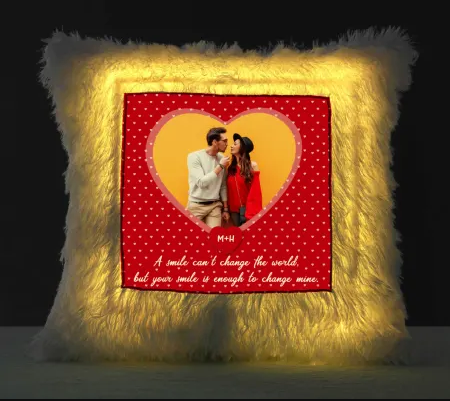 M+H
A smile can't change the world,
but your smile is enough to change mine.